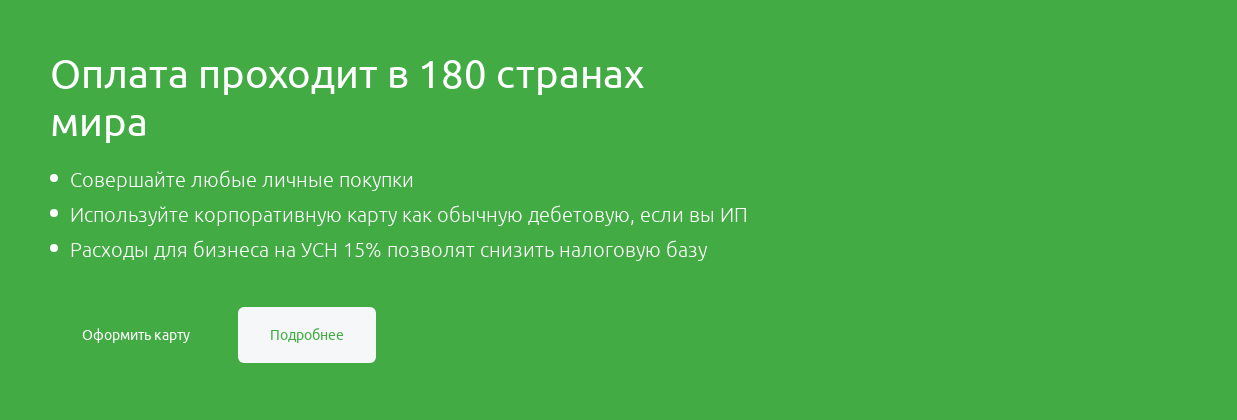 Оплата проходит в 180 странах
мира
Совершайте любые личные покупки
Используйте корпоративную карту как обычную дебетовую, если вы ИП
Расходы для бизнеса на УСН 15% позволят снизить налоговую базу
Оформить карту
Подробнее